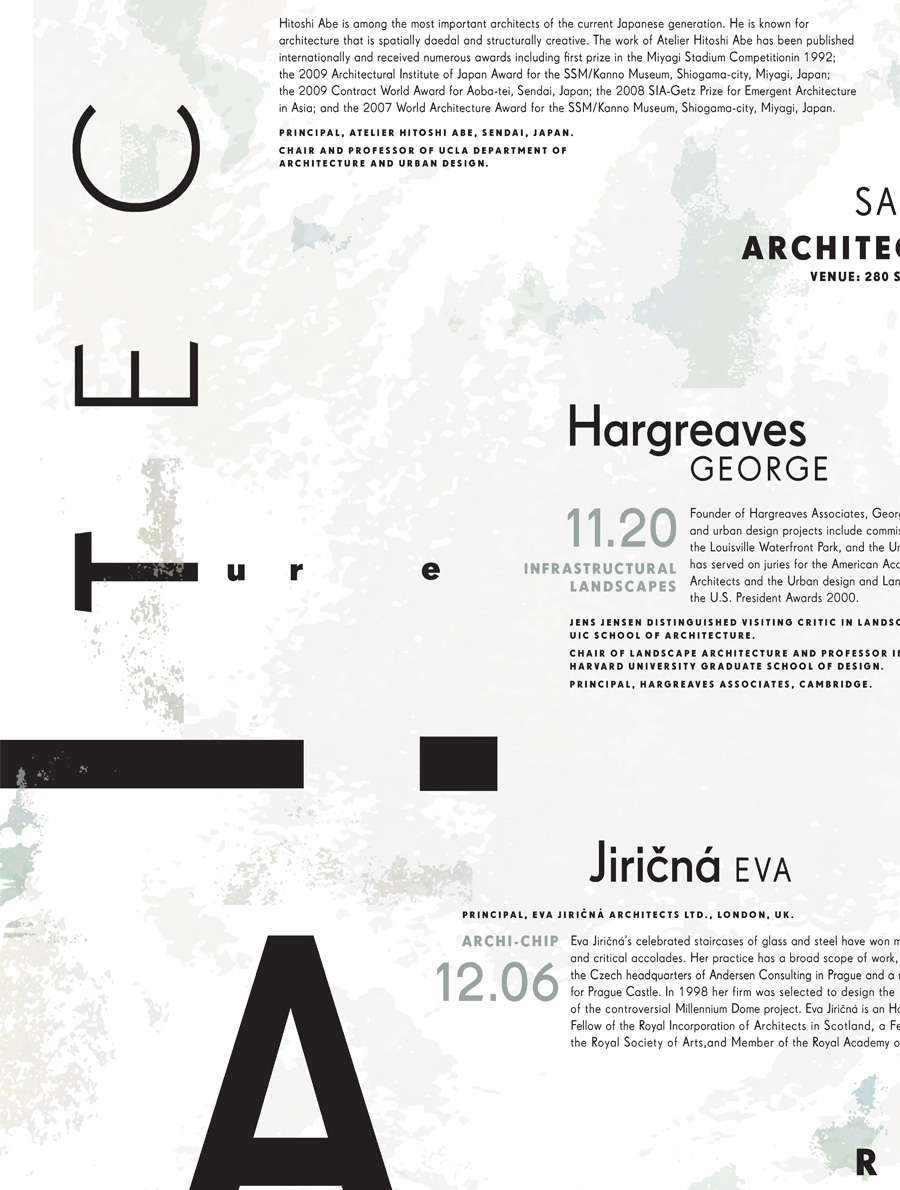 Hitoshi Abe is among the most important architects of the current Japanese generation. He is known for
architecture that is spatially daedal and structurally creative. The work of Atelier Hitoshi Abe has been published
internationally and received numerous awards including first prize in the Miyagi Stadium Competitionin 1992;
the 2009 Architectural Institute of Japan Award for the SSM/Kanno Museum, Shiogama-city, Miyagi, Japan;
the 2009 Contract World Award for Aoba-tei, Sendai, Japan; the 2008 SIA-Getz Prize for Emergent Architecture
in Asia; and the 2007 World Architecture Award for the SSM/Kanno Museum, Shiogama-city, Miyagi, Japan.
PRINCIPAL, ATELIER HITOSHI ABE, SENDAI, JAPAN.
CHAIR AND PROFESSOR OF UCLA DEPARTMENT OF
ARCHITECTURE AND URBAN DESIGN.
SA
ARCHITEC
VENUE: 280 S
Hargreaves
GEORGE
11.20
INFRASTRUCTURAL
LANDSCAPES
Founder of Hargreaves Associates, Georg
and urban design projects include commis
the Louisville Waterfront Park, and the Un
has served on juries for the American Aca
Architects and the Urban design and Lan
the U.S. President Awards 2000.
JENS JENSEN DISTINGUISHED VISITING CRITIC IN LANDSC
UIC SCHOOL OF ARCHITECTURE.
CHAIR OF LANDSCAPE ARCHITECTURE AND PROFESSOR IN
HARVARD UNIVERSITY GRADUATE SCHOOL OF DESIGN.
PRINCIPAL, HARGREAVES ASSOCIATES, CAMBRIDGE.
Jiričná EVA
PRINCIPAL, EVA JIRIČNÁ ARCHITECTS LTD., LONDON, UK.
ARCHI-CHIP
12.06
Eva Jiričná's celebrated staircases of glass and steel have won m
and critical accolades. Her practice has a broad scope of work,
the Czech headquarters of Andersen Consulting in Prague and a n
for Prague Castle. In 1998 her firm was selected to design the
of the controversial Millennium Dome project. Eva Jiričná is an Ho
Fellow of the Royal Incorporation of Architects in Scotland, a Fe
the Royal Society of Arts,and Member of the Royal Academy o
A
i
T E C
u r e
R